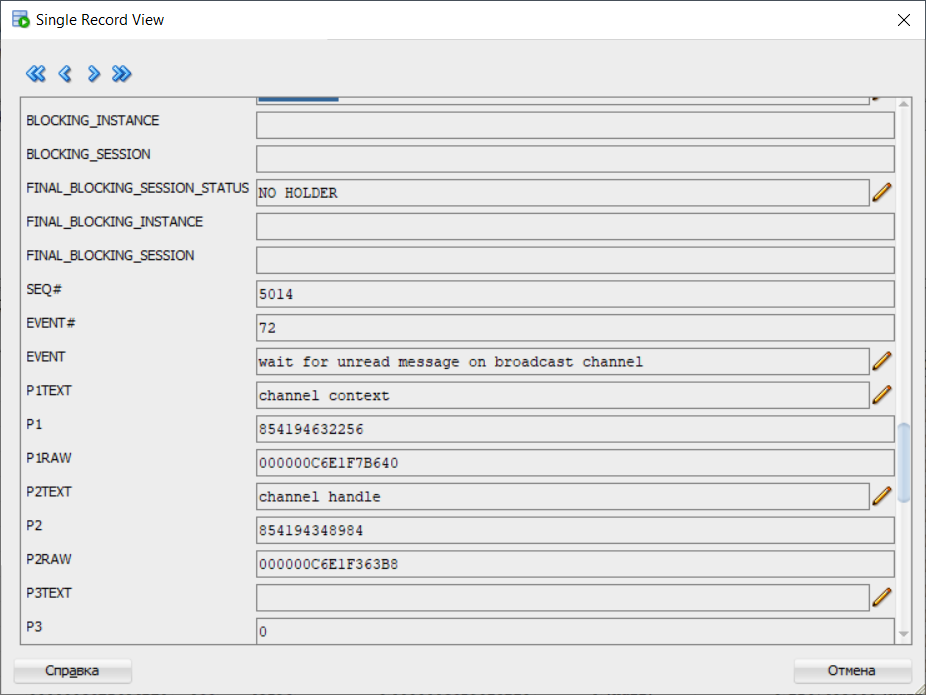 Single Record View
BLOCKING_INSTANCE
BLOCKING_SESSION
FINAL_BLOCKING_SESSION_STATUS NO HOLDER
FINAL_BLOCKING_INSTANCE
FINAL_BLOCKING_SESSION
SEQ# 5014
EVENT# 72
EVENT wait for unread message on broadcast channel
P1TEXT channel context
P1 854194632256
P1RAW 000000C6E1F7B640
P2TEXT channel handle
P2 854194348984
P2RAW 000000C6E1F363B8
P3TEXT
P3 0
Справка Отмена